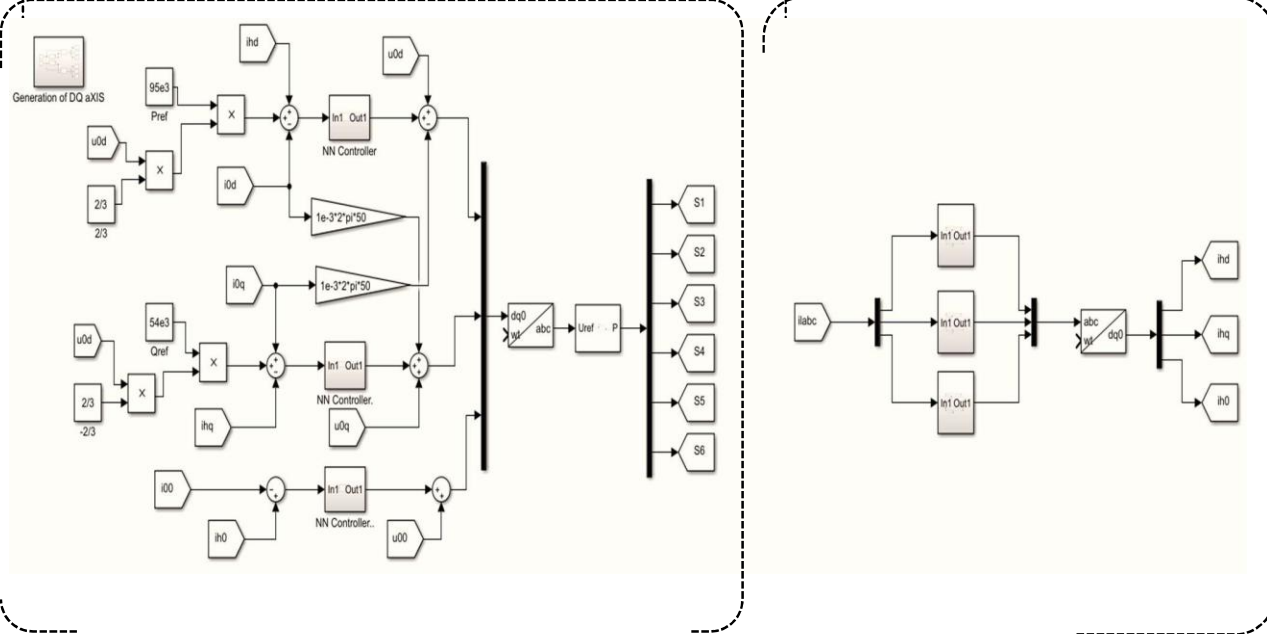 ihd
u0d
Generation of DQ aXIS
95e3
Pref
X
In1 Out1
NN Controller
u0d
X
2/3
2/3
i0d
1e-3*2*pi*50
i0q
1e-3*2*pi*50
54e3
Qref
u0d
X
X
2/3
-2/3
In1 Out1
NN Controller.
ihq
u0q
i00
In1 Out1
NN Controller..
ih0
u00
dq0
wt
abc
Uref P
S1
S2
S3
S4
S5
S6
ilabc
In1 Out1
In1 Out1
In1 Out1
abc
wt
dq0
ihd
ihq
ih0